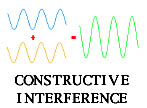 + =
CONSTRUCTIVE
INTERFERENCE